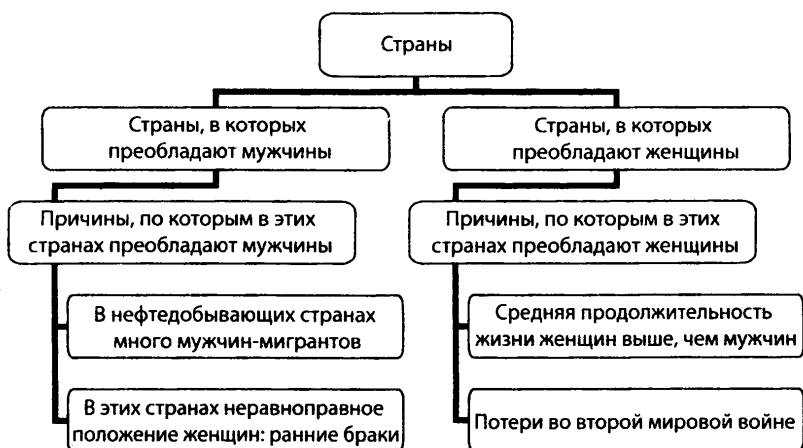 Страны
Страны, в которых
преобладают мужчины
Страны, в которых
преобладают женщины
Причины, по которым в этих
странах преобладают мужчины
Причины, по которым в этих
странах преобладают женщины
В нефтедобывающих странах
много мужчин-мигрантов
Средняя продолжительность
жизни женщин выше, чем мужчин
В этих странах неравноправное
положение женщин: ранние браки
Потери во второй мировой войне